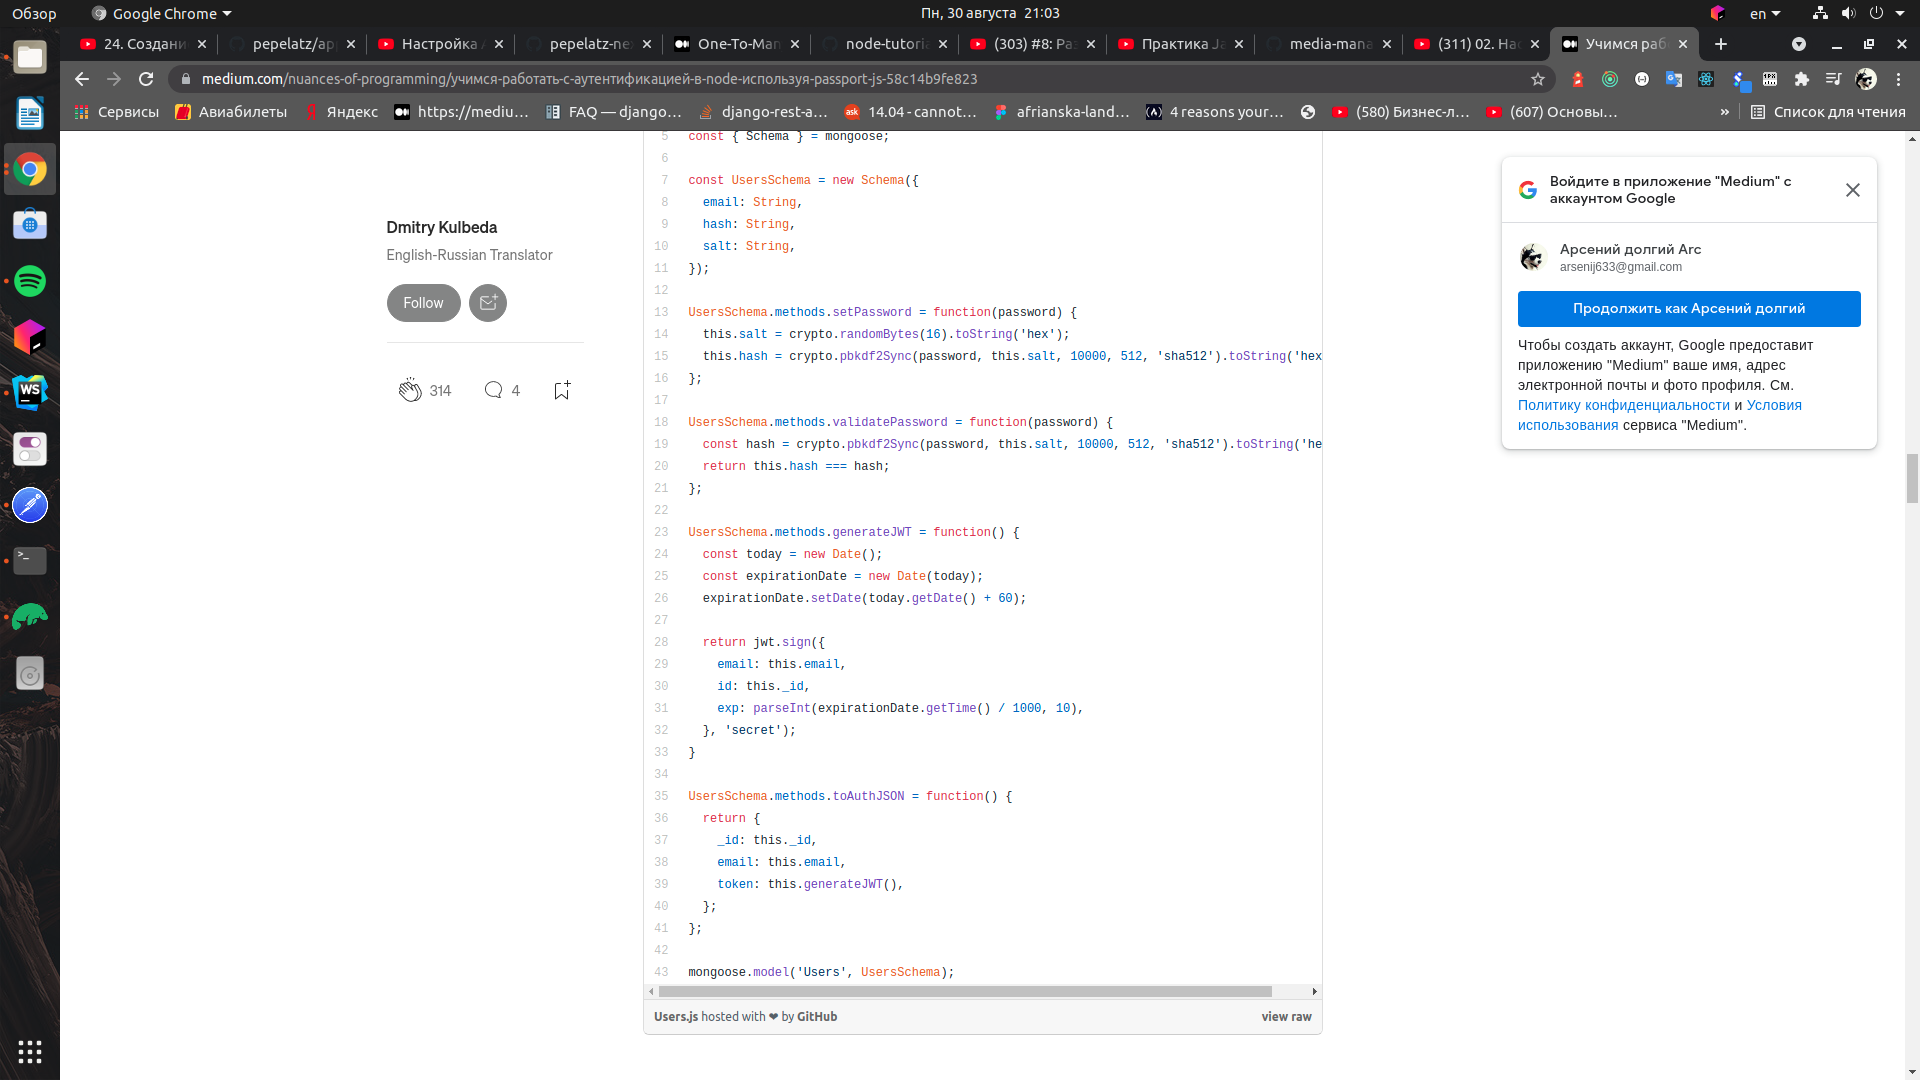 Обзор
Google Chrome
Пн, 30 августа 21:03
en
24. Создани
pepelatz/ap
Настройка
pepelatz-ne
One-To-Man
node-tutoria
(303) #8: Ра
Практика Ja
media-mana
(311) 02. На
Учимся раб
medium.com/nuances-of-programming/учимся-работать-с-аутентификацией-в-node-используя-passport-js-58c14b9fe823
Сервисы
Авиабилеты
Яндекс
https://mediu…
FAQ — django…
django-rest-a…
14.04 - cannot…
afrianska-land…
4 reasons your…
(580) Бизнес-л…
(607) Основы…
»
Список для чтения
Dmitry Kulbeda
English-Russian Translator
Follow
314
4
5 const { Schema } = mongoose;
6
7 const UsersSchema = new Schema({
8 email: String,
9 hash: String,
10 salt: String,
11 });
12
13 UsersSchema.methods.setPassword = function(password) {
14 this.salt = crypto.randomBytes(16).toString('hex');
15 this.hash = crypto.pbkdf2Sync(password, this.salt, 10000, 512, 'sha512').toString('hex
16 };
17
18 UsersSchema.methods.validatePassword = function(password) {
19 const hash = crypto.pbkdf2Sync(password, this.salt, 10000, 512, 'sha512').toString('he
20 return this.hash === hash;
21 };
22
23 UsersSchema.methods.generateJWT = function() {
24 const today = new Date();
25 const expirationDate = new Date(today);
26 expirationDate.setDate(today.getDate() + 60);
27
28 return jwt.sign({
29 email: this.email,
30 id: this._id,
31 exp: parseInt(expirationDate.getTime() / 1000, 10),
32 }, 'secret');
33 }
34
35 UsersSchema.methods.toAuthJSON = function() {
36 return {
37 _id: this._id,
38 email: this.email,
39 token: this.generateJWT(),
40 };
41 };
42
43 mongoose.model('Users', UsersSchema);
Users.js hosted with ❤ by GitHub
view raw
Войдите в приложение "Medium" с
аккаунтом Google
Арсений долгий Arc
arsenij633@gmail.com
Продолжить как Арсений долгий
Чтобы создать аккаунт, Google предоставит
приложению "Medium" ваше имя, адрес
электронной почты и фото профиля. См.
Политику конфиденциальности и Условия
использования сервиса "Medium".
WS